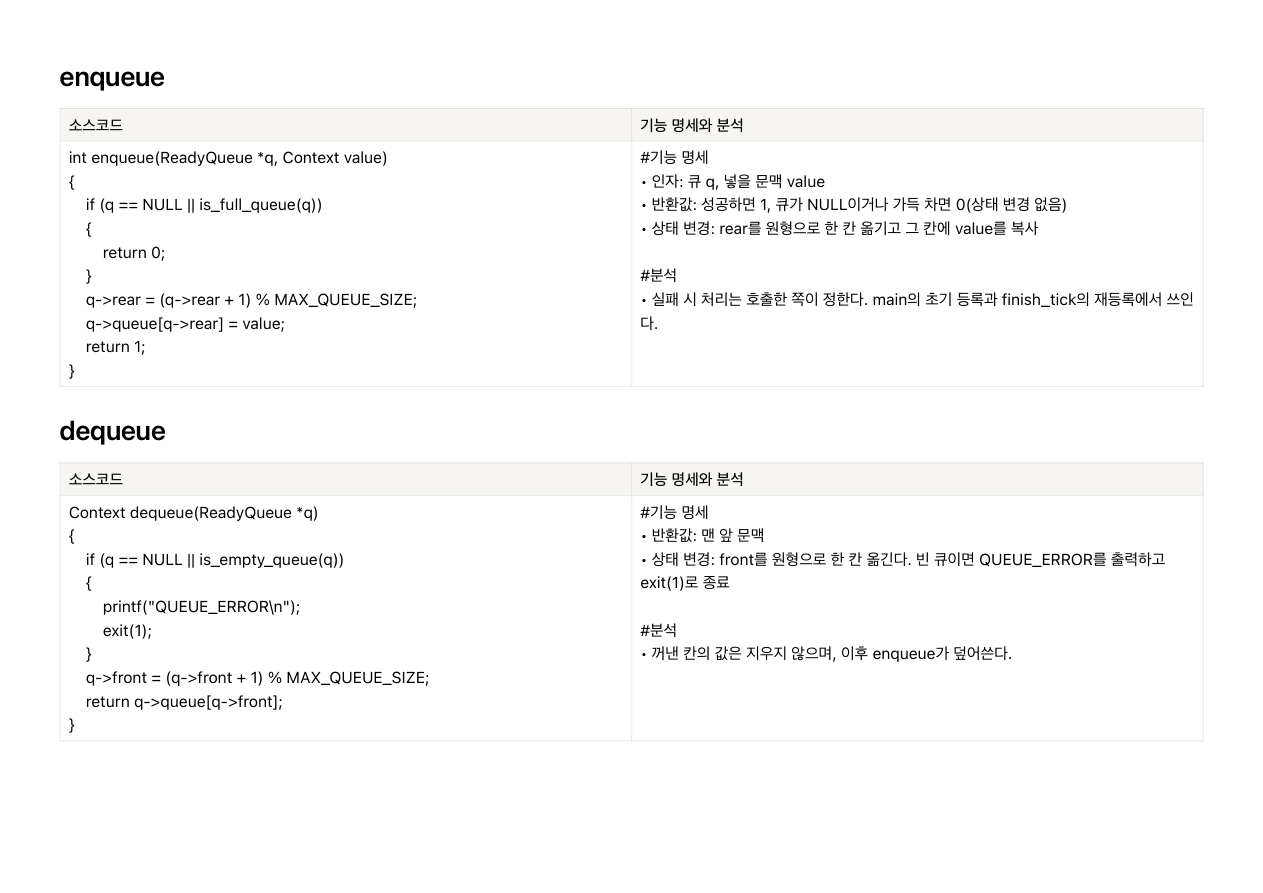 enqueue
소스코드
기능 명세와 분석
int enqueue(ReadyQueue *q, Context value)
{
    if (q == NULL || is_full_queue(q))
    {
        return 0;
    }
    q->rear = (q->rear + 1) % MAX_QUEUE_SIZE;
    q->queue[q->rear] = value;
    return 1;
}
#기능 명세
• 인자: 큐 q, 넣을 문맥 value
• 반환값: 성공하면 1, 큐가 NULL이거나 가득 차면 0(상태 변경 없음)
• 상태 변경: rear를 원형으로 한 칸 옮기고 그 칸에 value를 복사
#분석
• 실패 시 처리는 호출한 쪽이 정한다. main의 초기 등록과 finish_tick의 재등록에서 쓰인
다.
dequeue
소스코드
기능 명세와 분석
Context dequeue(ReadyQueue *q)
{
    if (q == NULL || is_empty_queue(q))
    {
        printf("QUEUE_ERROR\n");
        exit(1);
    }
    q->front = (q->front + 1) % MAX_QUEUE_SIZE;
    return q->queue[q->front];
}
#기능 명세
• 반환값: 맨 앞 문맥
• 상태 변경: front를 원형으로 한 칸 옮긴다. 빈 큐이면 QUEUE_ERROR를 출력하고
exit(1)로 종료
#분석
• 꺼낸 칸의 값은 지우지 않으며, 이후 enqueue가 덮어쓴다.